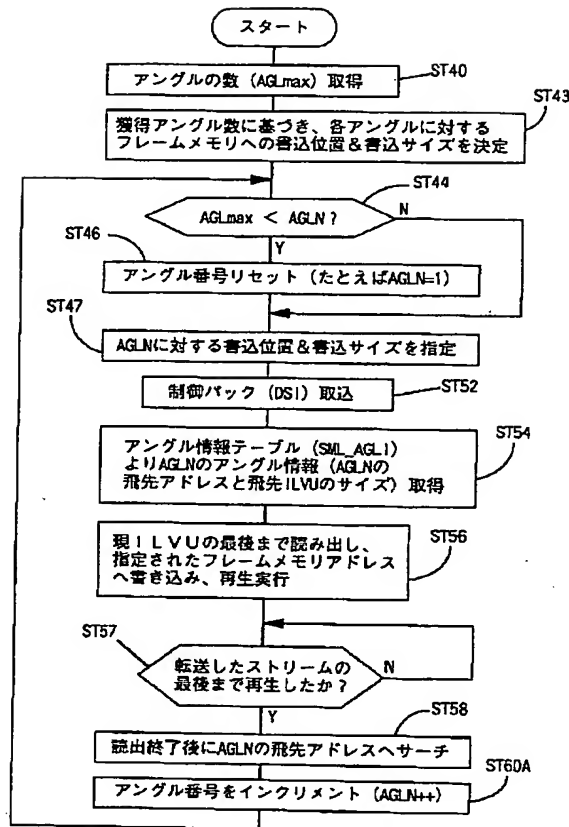 スタート
アングルの数 (AGLmax) 取得
ST40
獲得アングル数に基づき、各アングルに対する
フレームメモリへの書込位置&書込サイズを決定
ST43
AGLmax < AGLN?
ST44
N
Y
ST46
アングル番号リセット (たとえばAGLN=1)
ST47
AGLNに対する書込位置&書込サイズを指定
制御パック (DSI) 取込
ST52
アングル情報テーブル (SML_AGLI)
よりAGLNのアングル情報 (AGLNの
飛先アドレスと飛先ILVUのサイズ) 取得
ST54
現ILVUの最後まで読み出し、
指定されたフレームメモリアドレス
へ書き込み、再生実行
ST56
ST57
転送したストリームの
最後まで再生したか?
N
Y
ST58
読出終了後にAGLNの飛先アドレスへサーチ
アングル番号をインクリメント (AGLN++)
ST60A